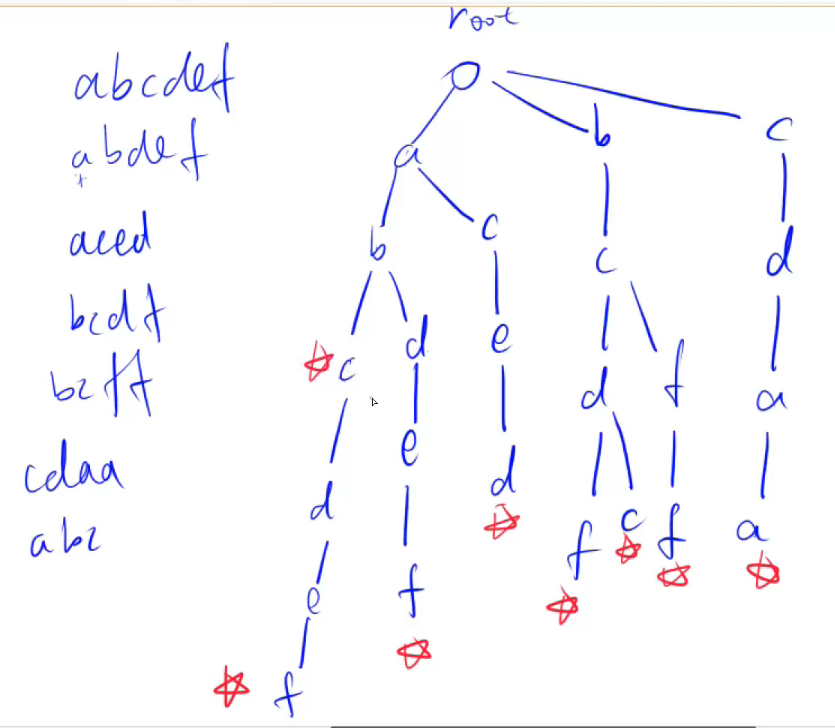 root
abcdef
abdef
aced
bcdf
bcff
cdaa
abc
a b c
b c c d
c d e d f a
d e d f c f a
e f
f